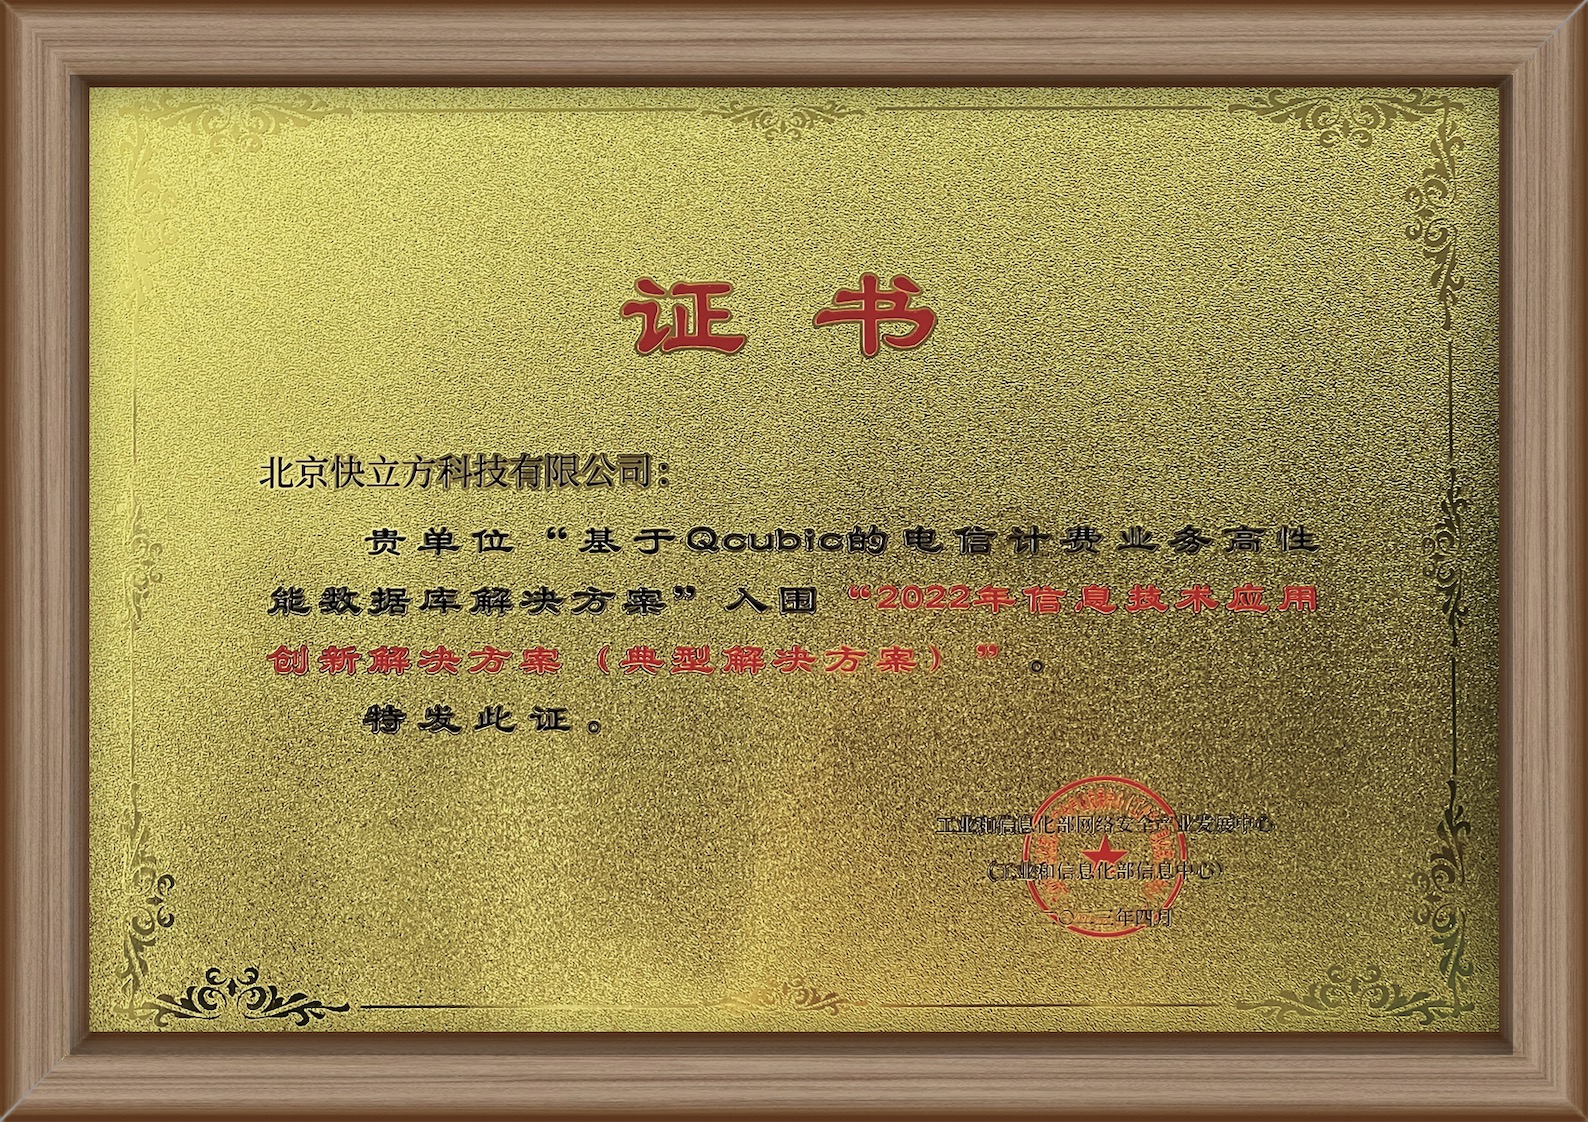 证书
北京快立方科技有限公司：
贵单位“基于Qcubic的电信计费业务高性
能数据库解决方案”入围“2022年信息技术应用
创新解决方案（典型解决方案）”。
特发此证。
工业和信息化部网络安全产业发展中心
（工业和信息化部信息中心）
二〇二三年四月